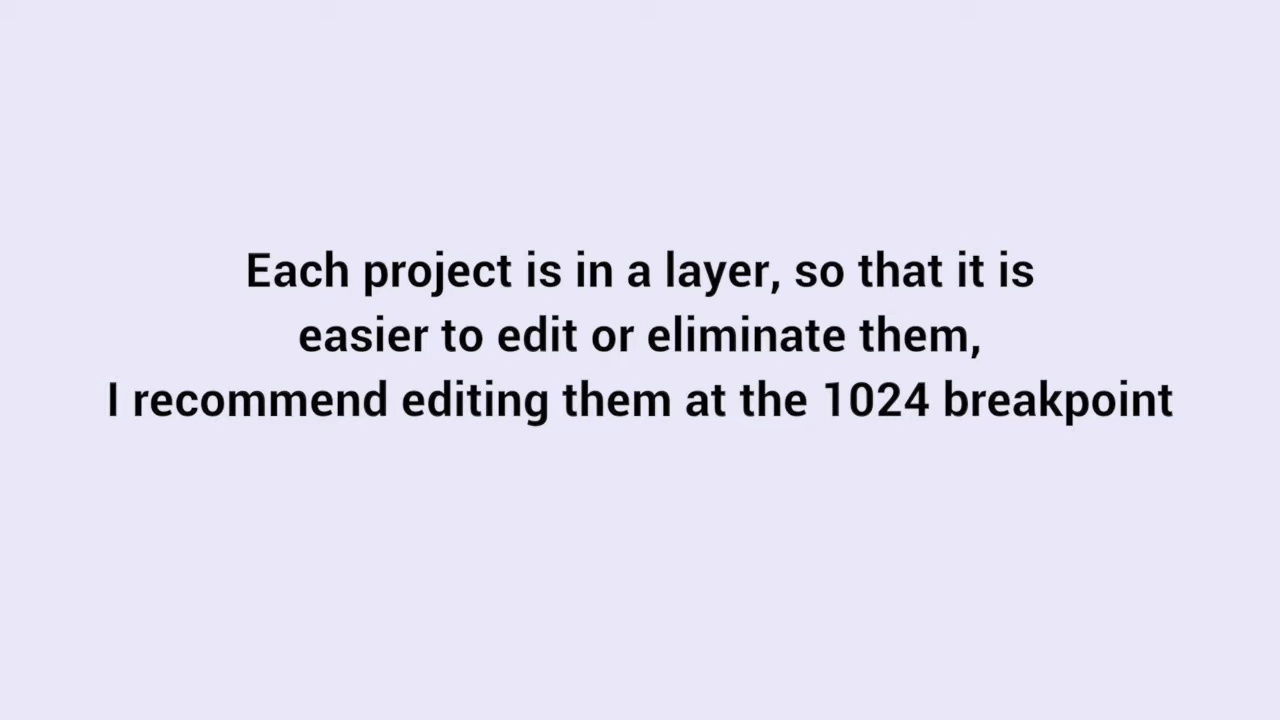 Each project is in a layer, so that it is
easier to edit or eliminate them,
I recommend editing them at the 1024 breakpoint